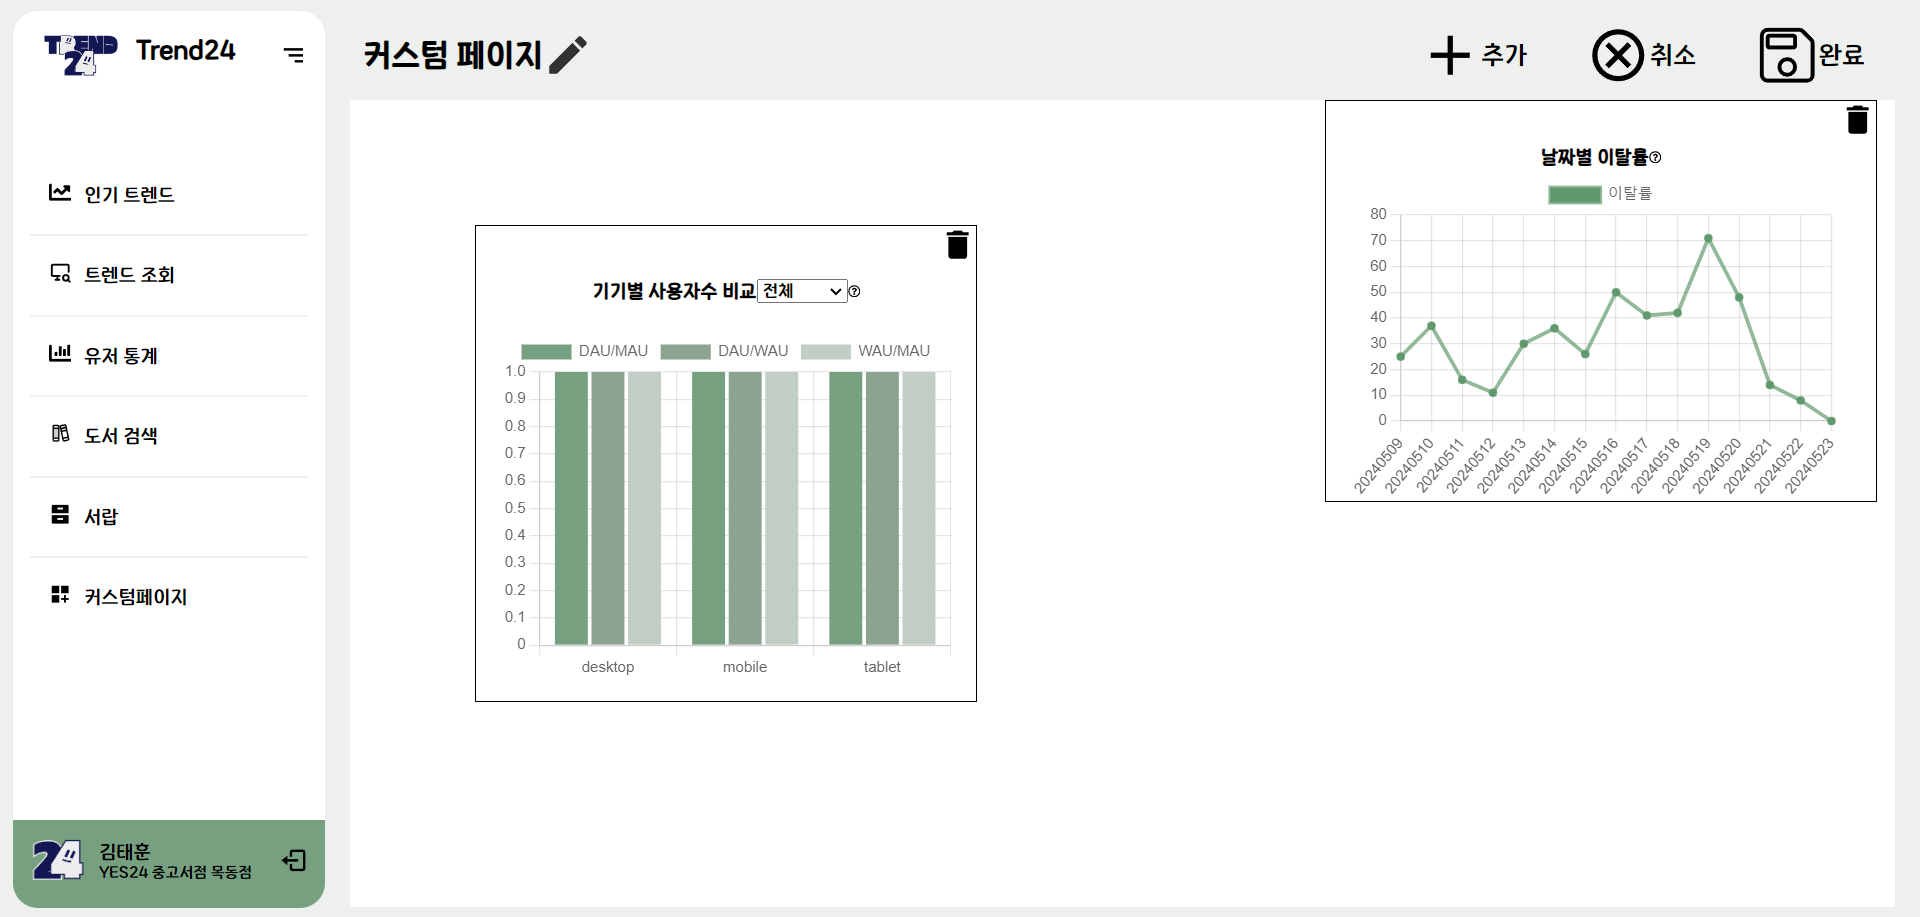 TREND
24
Trend24
인기 트렌드
트렌드 조회
유저 통계
도서 검색
서랍
커스텀페이지
24
김태훈
YES24 중고서점 목동점
커스텀 페이지
추가
취소
완료
기기별 사용자수 비교 전체
DAU/MAU DAU/WAU WAU/MAU
1.0
0.9
0.8
0.7
0.6
0.5
0.4
0.3
0.2
0.1
0
desktop mobile tablet
날짜별 이탈률
이탈률
80
70
60
50
40
30
20
10
0
20240509 20240510 20240511 20240512 20240513 20240514 20240515 20240516 20240517 20240518 20240519 20240520 20240521 20240522 20240523